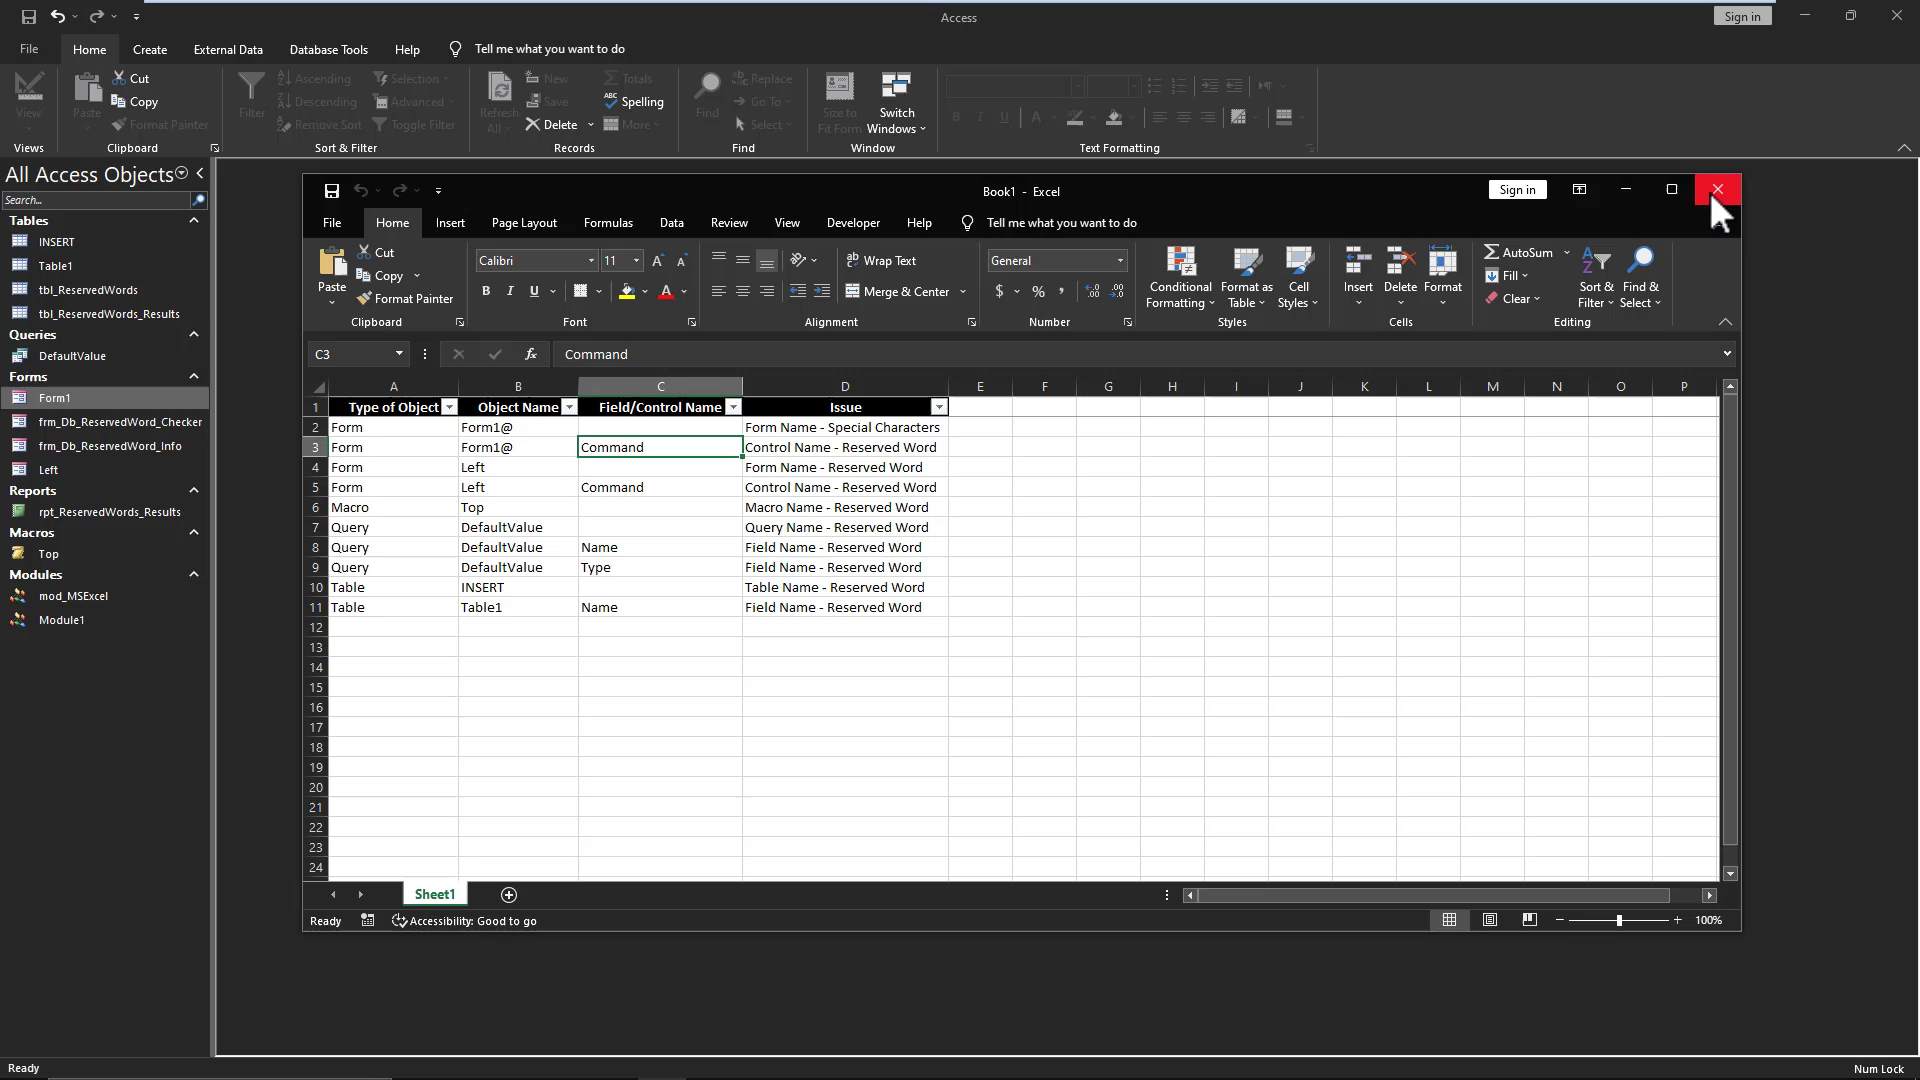 Access
Sign in
File Home Create External Data Database Tools Help Tell me what you want to do
View
Views
Paste
Cut
Copy
Format Painter
Clipboard
Filter
Ascending
Descending
Remove Sort
Selection
Advanced
Toggle Filter
Sort & Filter
Refresh All
New
Save
Delete
Totals
Spelling
More
Records
Find
Replace
Go To
Select
Find
Size to Fit Form
Switch Windows
Window
B I U A
Text Formatting
All Access Objects
Search...
Tables
INSERT
Table1
tbl_ReservedWords
tbl_ReservedWords_Results
Queries
DefaultValue
Forms
Form1
frm_Db_ReservedWord_Checker
frm_Db_ReservedWord_Info
Left
Reports
rpt_ReservedWords_Results
Macros
Top
Modules
mod_MSExcel
Module1
Book1 - Excel
Sign in
File Home Insert Page Layout Formulas Data Review View Developer Help Tell me what you want to do
Paste
Cut
Copy
Format Painter
Clipboard
Calibri 11 A A
B I U A
Font
ab Wrap Text
Merge & Center
Alignment
General
$ % ,
Number
Conditional Formatting
Format as Table
Cell Styles
Styles
Insert
Delete
Format
Cells
AutoSum
Fill
Clear
Sort & Filter
Find & Select
Editing
C3 fx Command
A B C D E F G H I J K L M N O P
1 Type of Object Object Name Field/Control Name Issue
2 Form Form1@ Form Name - Special Characters
3 Form Form1@ Command Control Name - Reserved Word
4 Form Left Form Name - Reserved Word
5 Form Left Command Control Name - Reserved Word
6 Macro Top Macro Name - Reserved Word
7 Query DefaultValue Query Name - Reserved Word
8 Query DefaultValue Name Field Name - Reserved Word
9 Query DefaultValue Type Field Name - Reserved Word
10 Table INSERT Table Name - Reserved Word
11 Table Table1 Name Field Name - Reserved Word
12
13
14
15
16
17
18
19
20
21
22
23
24
Sheet1
Ready Accessibility: Good to go 100%
Ready Num Lock